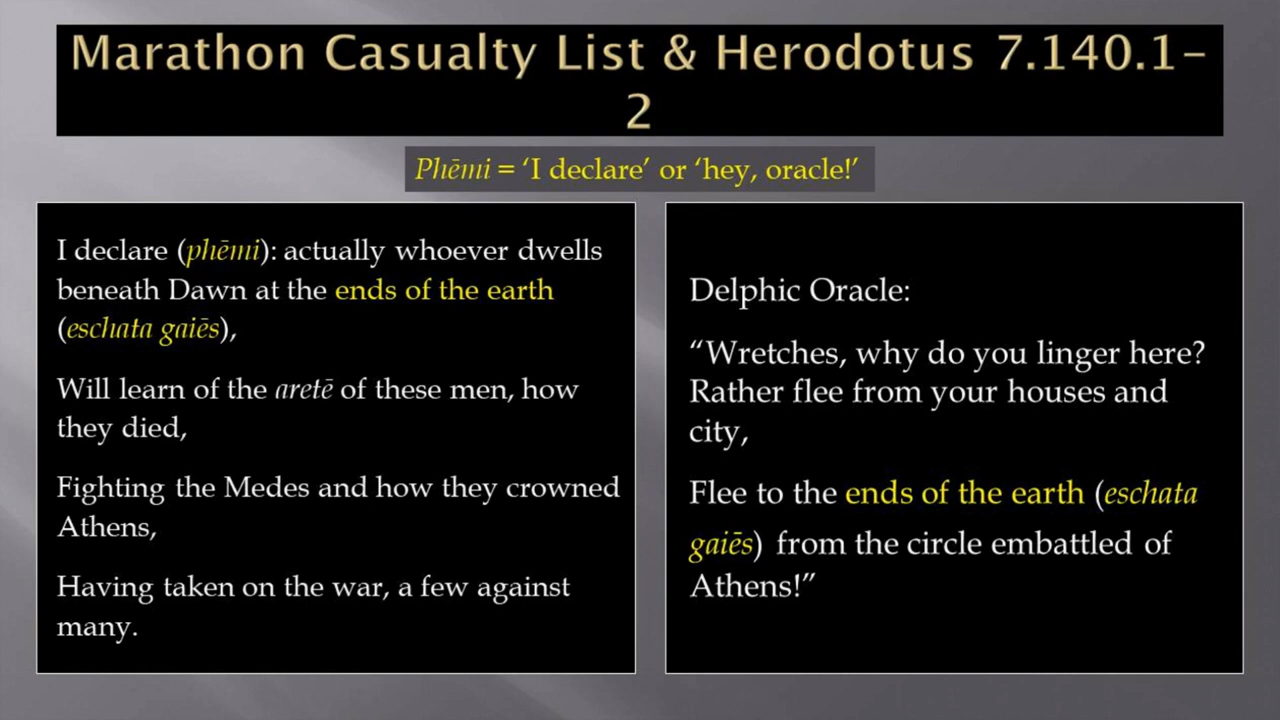 Marathon Casualty List & Herodotus 7.140.1-
2
Phēmi = ‘I declare’ or ‘hey, oracle!’
I declare (phēmi): actually whoever dwells
beneath Dawn at the ends of the earth
(eschata gaiēs),
Will learn of the aretē of these men, how
they died,
Fighting the Medes and how they crowned
Athens,
Having taken on the war, a few against
many.
Delphic Oracle:
“Wretches, why do you linger here?
Rather flee from your houses and
city,
Flee to the ends of the earth (eschata
gaiēs) from the circle embattled of
Athens!”